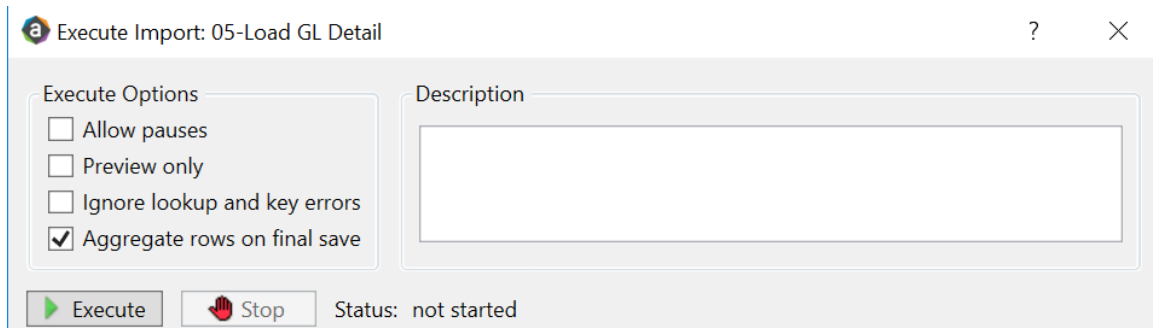 Execute Import: 05-Load GL Detail ?
Execute Options
Allow pauses
Preview only
Ignore lookup and key errors
Aggregate rows on final save
Description
Execute Stop Status: not started